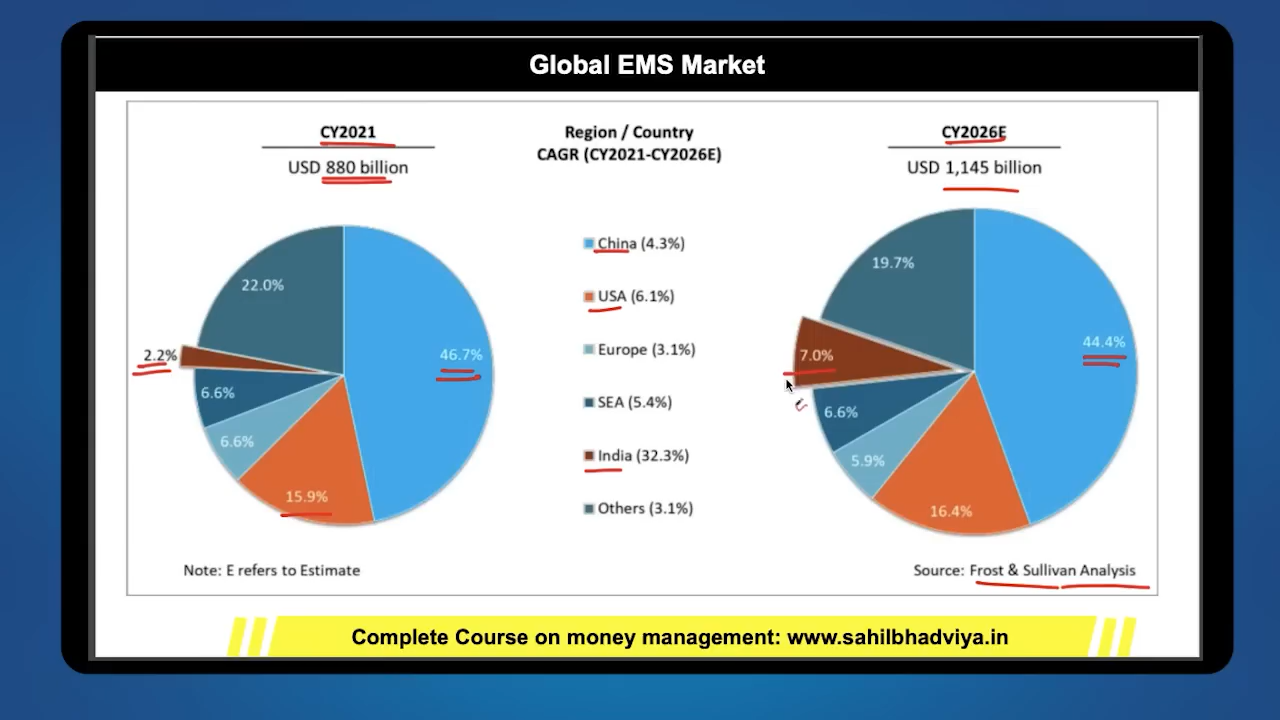 Global EMS Market
CY2021
USD 880 billion
Region / Country
CAGR (CY2021-CY2026E)
CY2026E
USD 1,145 billion
22.0%
2.2%
6.6%
6.6%
15.9%
46.7%
China (4.3%)
USA (6.1%)
Europe (3.1%)
SEA (5.4%)
India (32.3%)
Others (3.1%)
19.7%
7.0%
6.6%
5.9%
16.4%
44.4%
Note: E refers to Estimate
Source: Frost & Sullivan Analysis
Complete Course on money management: www.sahilbhadviya.in